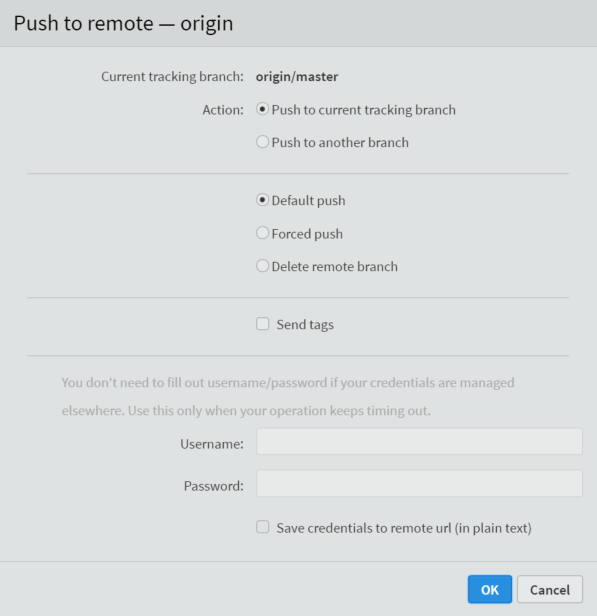 Push to remote — origin
Current tracking branch: origin/master
Action: Push to current tracking branch
Push to another branch
Default push
Forced push
Delete remote branch
Send tags
You don't need to fill out username/password if your credentials are managed
elsewhere. Use this only when your operation keeps timing out.
Username:
Password:
Save credentials to remote url (in plain text)
OK Cancel